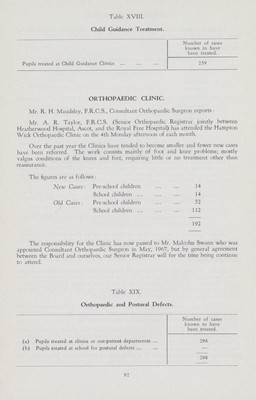 Table XVIII.
Child Guidance Treatment.
Number of cases
known to have
been treated.
Pupils treated at Child Guidance Clinics ... ... ... 259
ORTHOPAEDIC CLINIC.
Mr. R. H. Maudsley, F.R.C.S., Consultant Orthopaedic Surgeon reports:
Mr. A. R. Taylor, F.R.C.S. (Senior Orthopaedic Registrar jointly between
Heatherwood Hospital, Ascot, and the Royal Free Hospital) has attended the Hampton
Wick Orthopaedic Clinic on the 4th Monday afternoon of each month.
Over the past year the Clinics have tended to become smaller and fewer new cases
have been referred. The work consists mainly of foot and knee problems; mostly
valgus conditions of the knees and feet, requiring little or no treatment other than
reassurance.
The figures are as follows:
New Cases: Pre-school children ... ... 14
School children ... ... ... 14
Old Cases: Pre-school children ... ... 52
School children ... ... ... 112
192
The responsibility for the Clinic has now passed to Mr. Malcolm Swann who was
appointed Consultant Orthopaedic Surgeon in May, 1967, but by general agreement
between the Board and ourselves, our Senior Registrar will for the time being continue
to attend.
Table XIX.
Orthopaedic and Postural Defects.
Number of cases
known to have
been treated.
(a) Pupils treated at clinics or out-patient departments ...
(b) Pupils treated at school for postural defects ... ... —
82